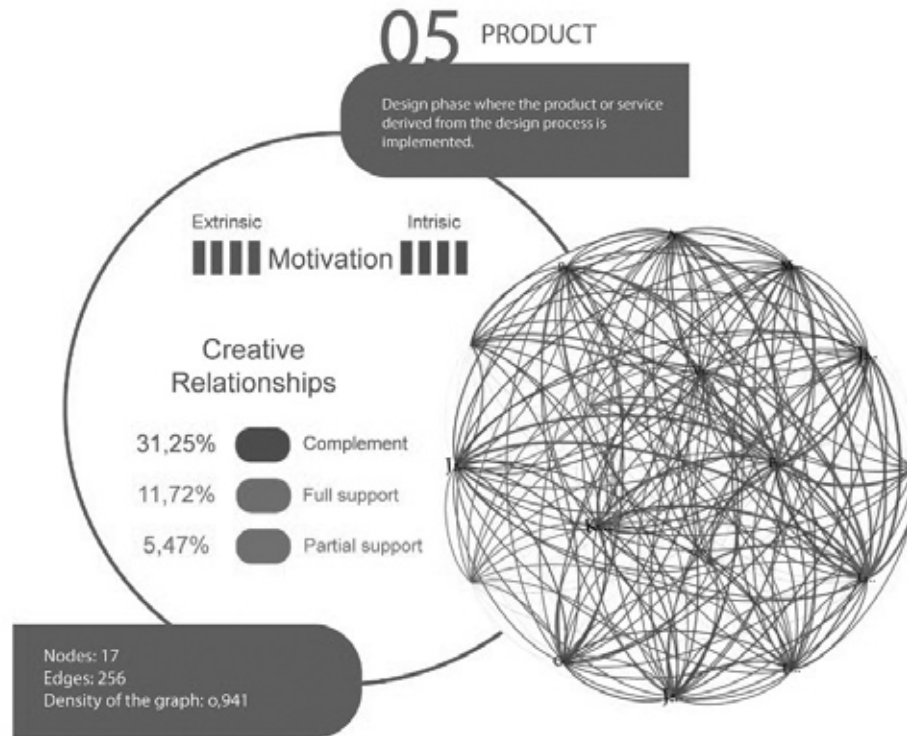 05 PRODUCT
Design phase where the product or service
derived from the design process is
implemented.
Extrinsic
Intrisic
Motivation
Creative
Relationships
31,25% Complement
11,72% Full support
5,47% Partial support
Nodes: 17
Edges: 256
Density of the graph: o,941